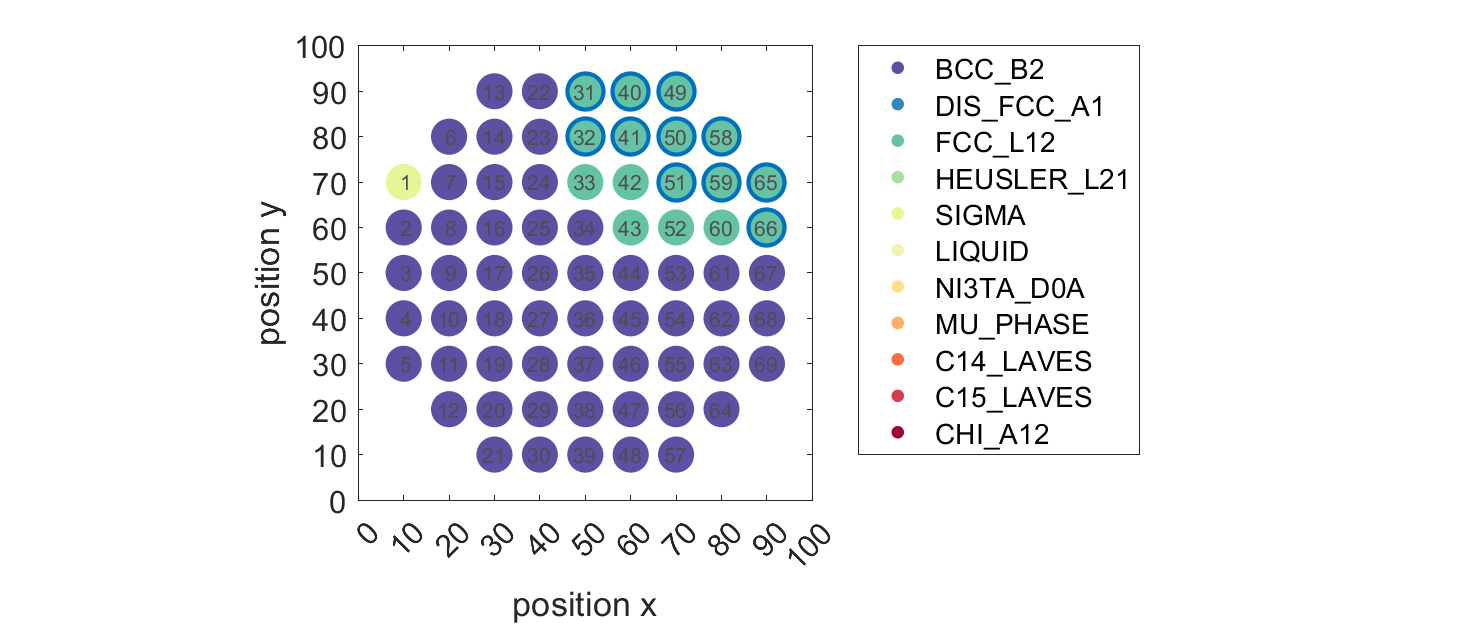 100
90
80
70
60
50
40
30
20
10
0
position y
13 22 31 40 49
6 14 23 32 41 50 58
1 7 15 24 33 42 51 59 65
2 8 16 25 34 43 52 60 66
3 9 17 26 35 44 53 61 67
4 10 18 27 36 45 54 62 68
5 11 19 28 37 46 55 63 69
12 20 29 38 47 56 64
21 30 39 48 57
0 10 20 30 40 50 60 70 80 90 100
position x
BCC_B2
DIS_FCC_A1
FCC_L12
HEUSLER_L21
SIGMA
LIQUID
NI3TA_D0A
MU_PHASE
C14_LAVES
C15_LAVES
CHI_A12